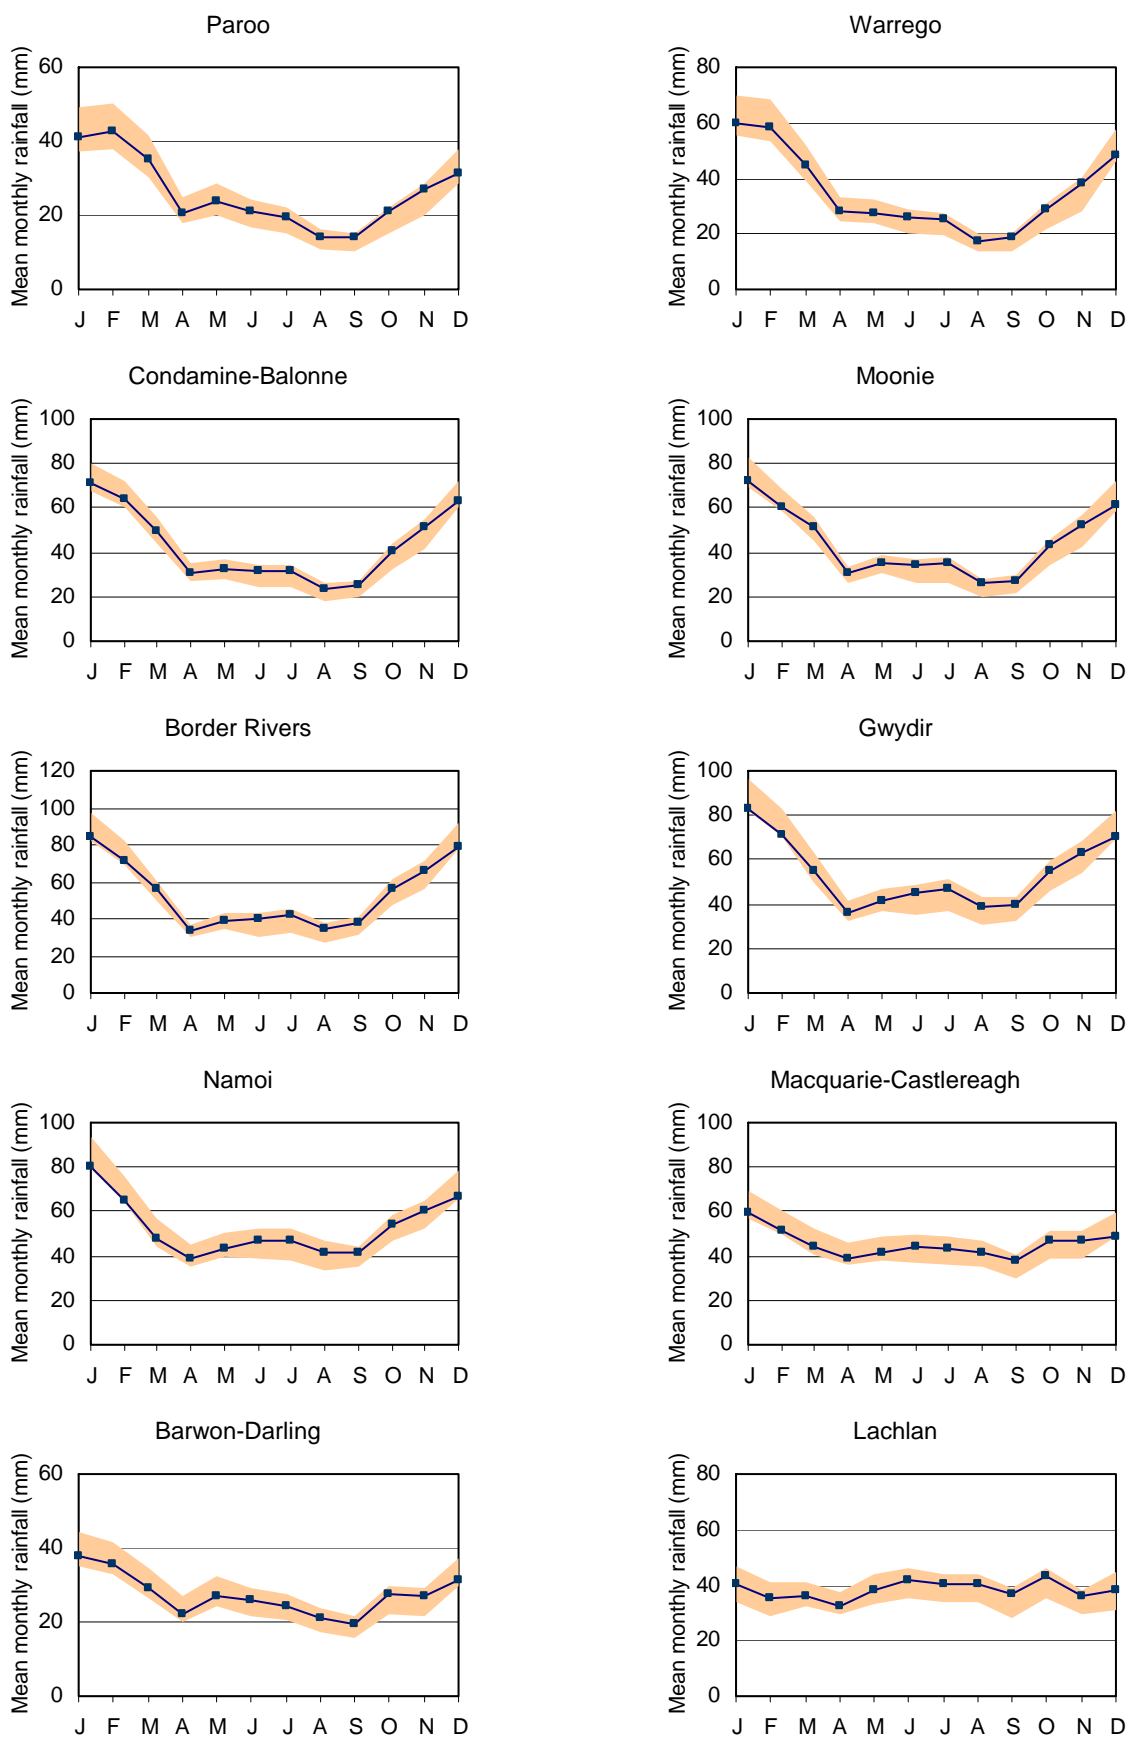 Paroo
Mean monthly rainfall (mm)
60
40
20
0
J F M A M J J A S O N D
Warrego
Mean monthly rainfall (mm)
80
60
40
20
0
J F M A M J J A S O N D
Condamine-Balonne
Mean monthly rainfall (mm)
100
80
60
40
20
0
J F M A M J J A S O N D
Moonie
Mean monthly rainfall (mm)
100
80
60
40
20
0
J F M A M J J A S O N D
Border Rivers
Mean monthly rainfall (mm)
120
100
80
60
40
20
0
J F M A M J J A S O N D
Gwydir
Mean monthly rainfall (mm)
100
80
60
40
20
0
J F M A M J J A S O N D
Namoi
Mean monthly rainfall (mm)
100
80
60
40
20
0
J F M A M J J A S O N D
Macquarie-Castlereagh
Mean monthly rainfall (mm)
100
80
60
40
20
0
J F M A M J J A S O N D
Barwon-Darling
Mean monthly rainfall (mm)
60
40
20
0
J F M A M J J A S O N D
Lachlan
Mean monthly rainfall (mm)
80
60
40
20
0
J F M A M J J A S O N D